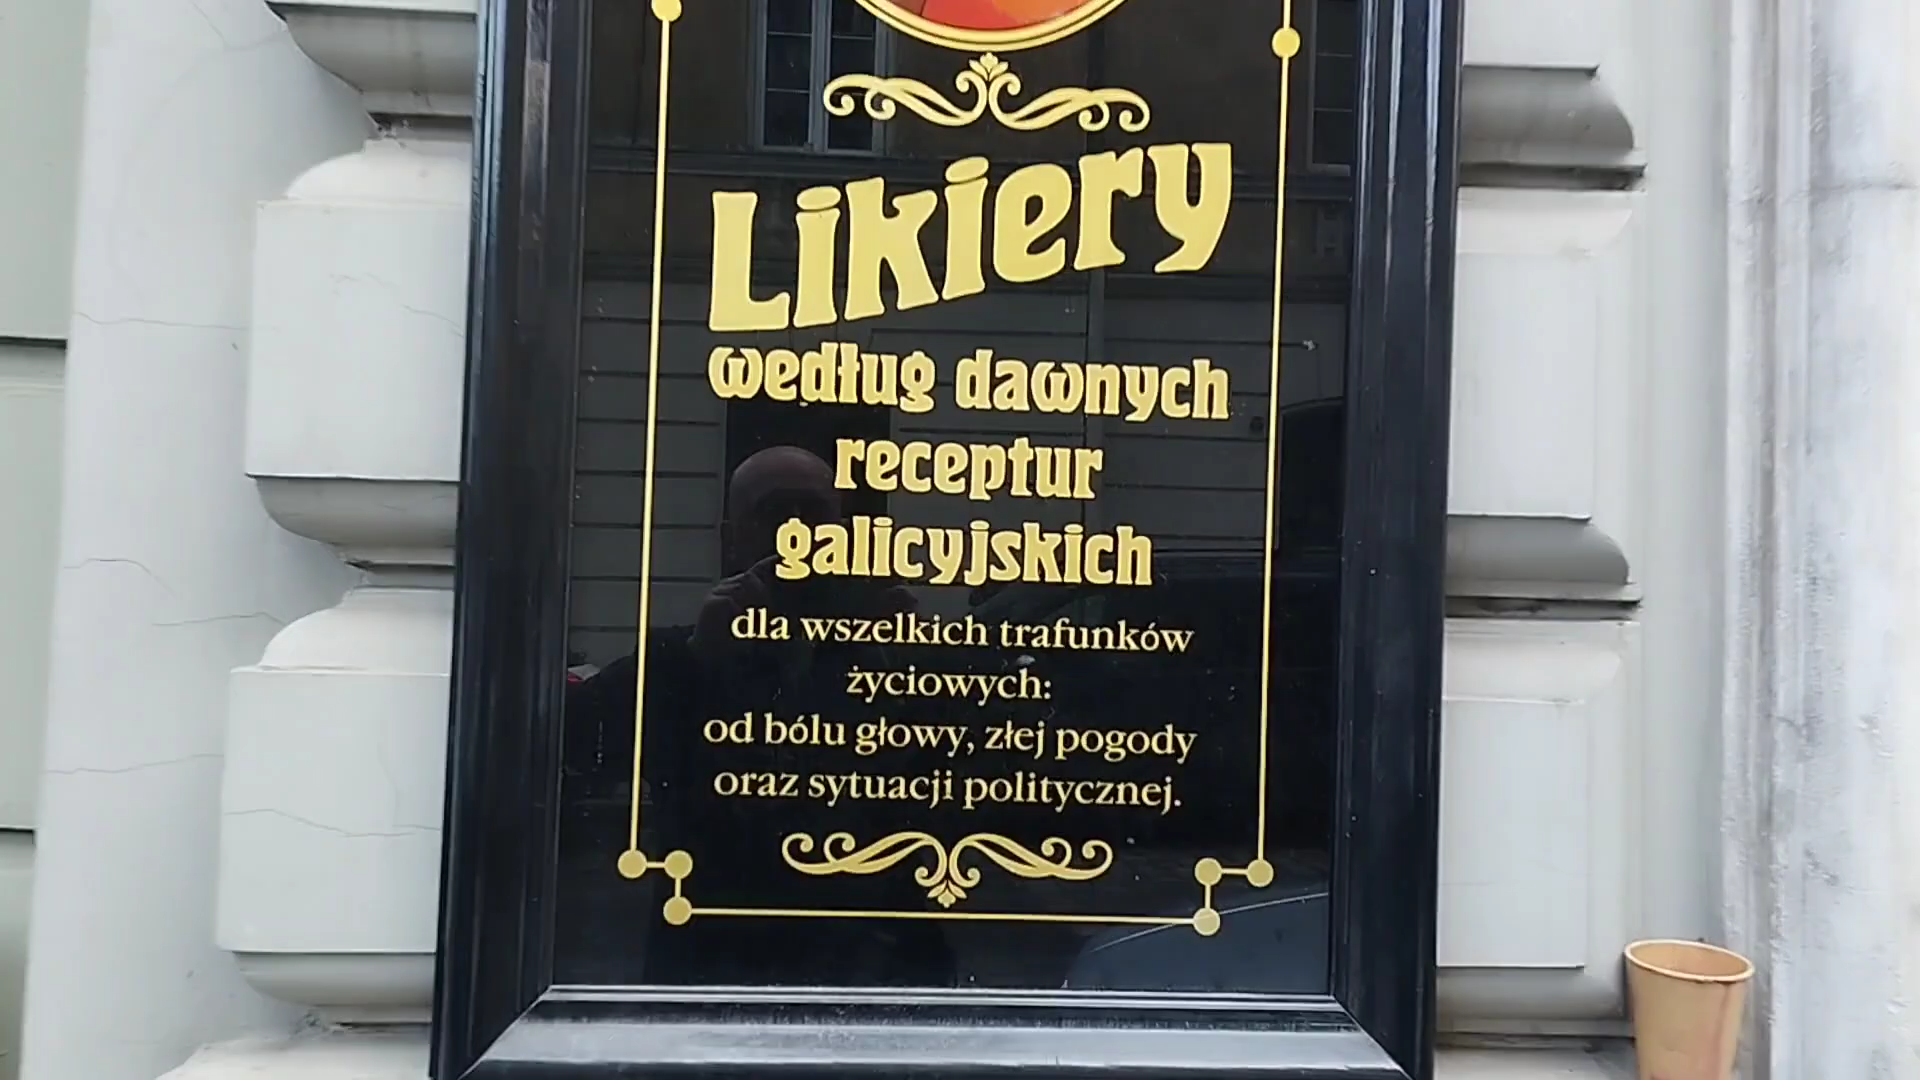 Likiery
według dawnych
receptur
galicyjskich
dla wszelkich trafunków
życiowych:
od bólu głowy, złej pogody
oraz sytuacji politycznej.